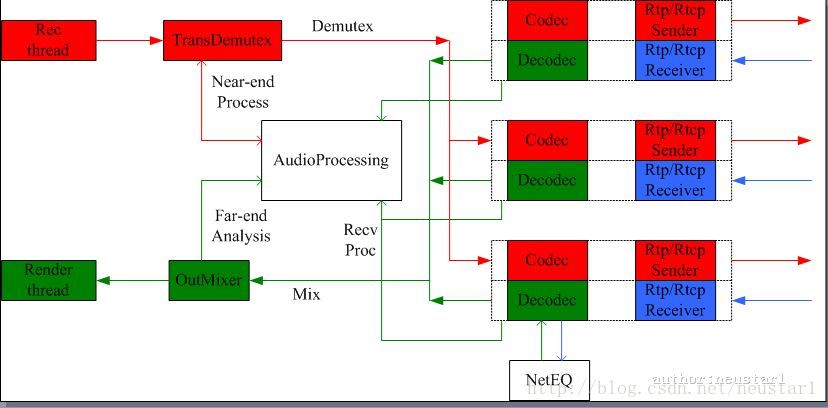 Rec
thread
TransDemutex
Demutex
Codec
Rtp/Rtcp
Sender
Decodec
Rtp/Rtcp
Receiver
Near-end
Process
AudioProcessing
Codec
Rtp/Rtcp
Sender
Decodec
Rtp/Rtcp
Receiver
Far-end
Analysis
Recv
Proc
Codec
Rtp/Rtcp
Sender
Decodec
Rtp/Rtcp
Receiver
Render
thread
OutMixer
Mix
NetEQ
author:neustar1
http://blog.csdn.net/neustar1